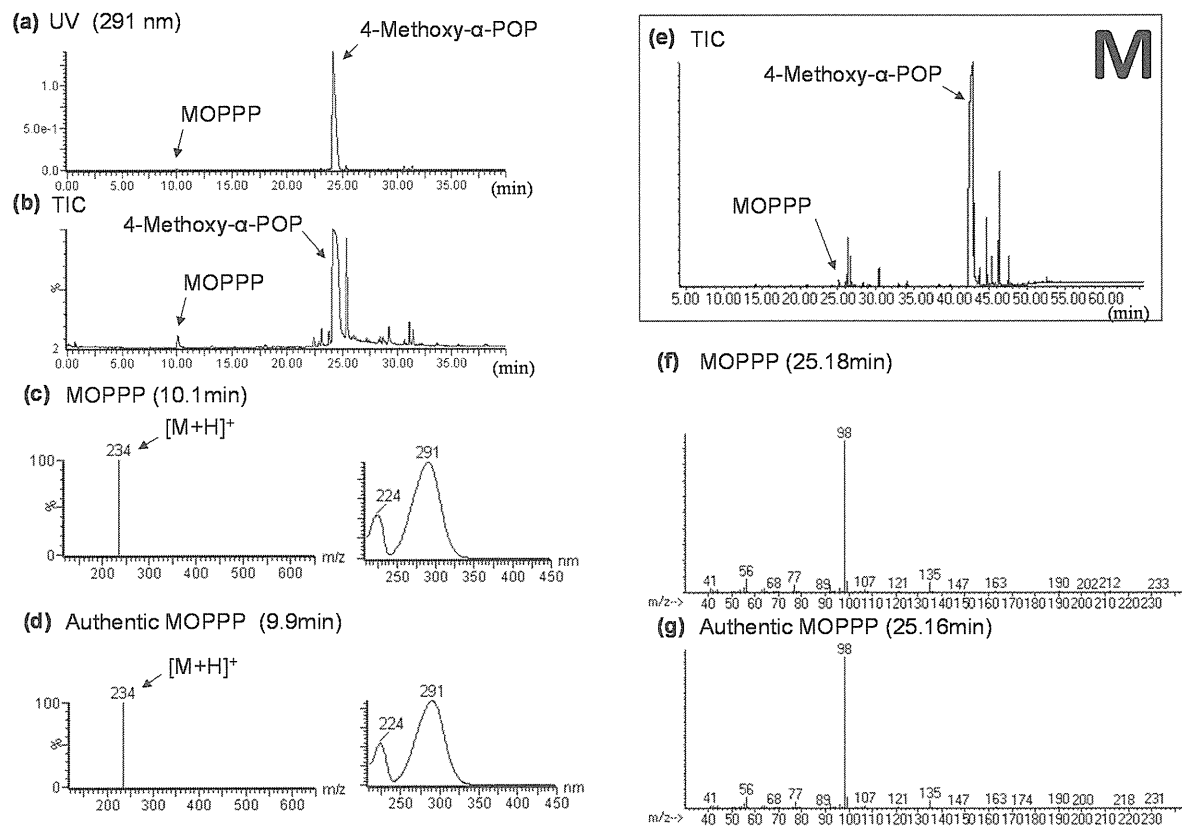 (a) UV (291 nm)
4-Methoxy-α-POP
MOPPP
1.0
5.0e-1
0.0
0.00 5.00 10.00 15.00 20.00 25.00 30.00 35.00 (min)
(b) TIC
4-Methoxy-α-POP
MOPPP
%
2
0.00 5.00 10.00 15.00 20.00 25.00 30.00 35.00 (min)
(c) MOPPP (10.1min)
[M+H]+
234
100
%
0
200 300 400 500 600 m/z
291
224
250 300 350 400 450 nm
(d) Authentic MOPPP (9.9min)
[M+H]+
234
100
%
0
200 300 400 500 600 m/z
291
224
250 300 350 400 450 nm
(e) TIC
M
4-Methoxy-α-POP
MOPPP
5.00 10.00 15.00 20.00 25.00 30.00 35.00 40.00 45.00 50.00 55.00 60.00
(min)
(f) MOPPP (25.18min)
98
41 56 68 77 89 107 121 135 147 163 190 202 212 233
m/z--> 40 50 60 70 80 90 100 110 120 130 140 150 160 170 180 190 200 210 220 230
(g) Authentic MOPPP (25.16min)
98
41 56 68 77 89 107 121 135 147 163 174 190 200 218 231
m/z--> 40 50 60 70 80 90 100 110 120 130 140 150 160 170 180 190 200 210 220 230